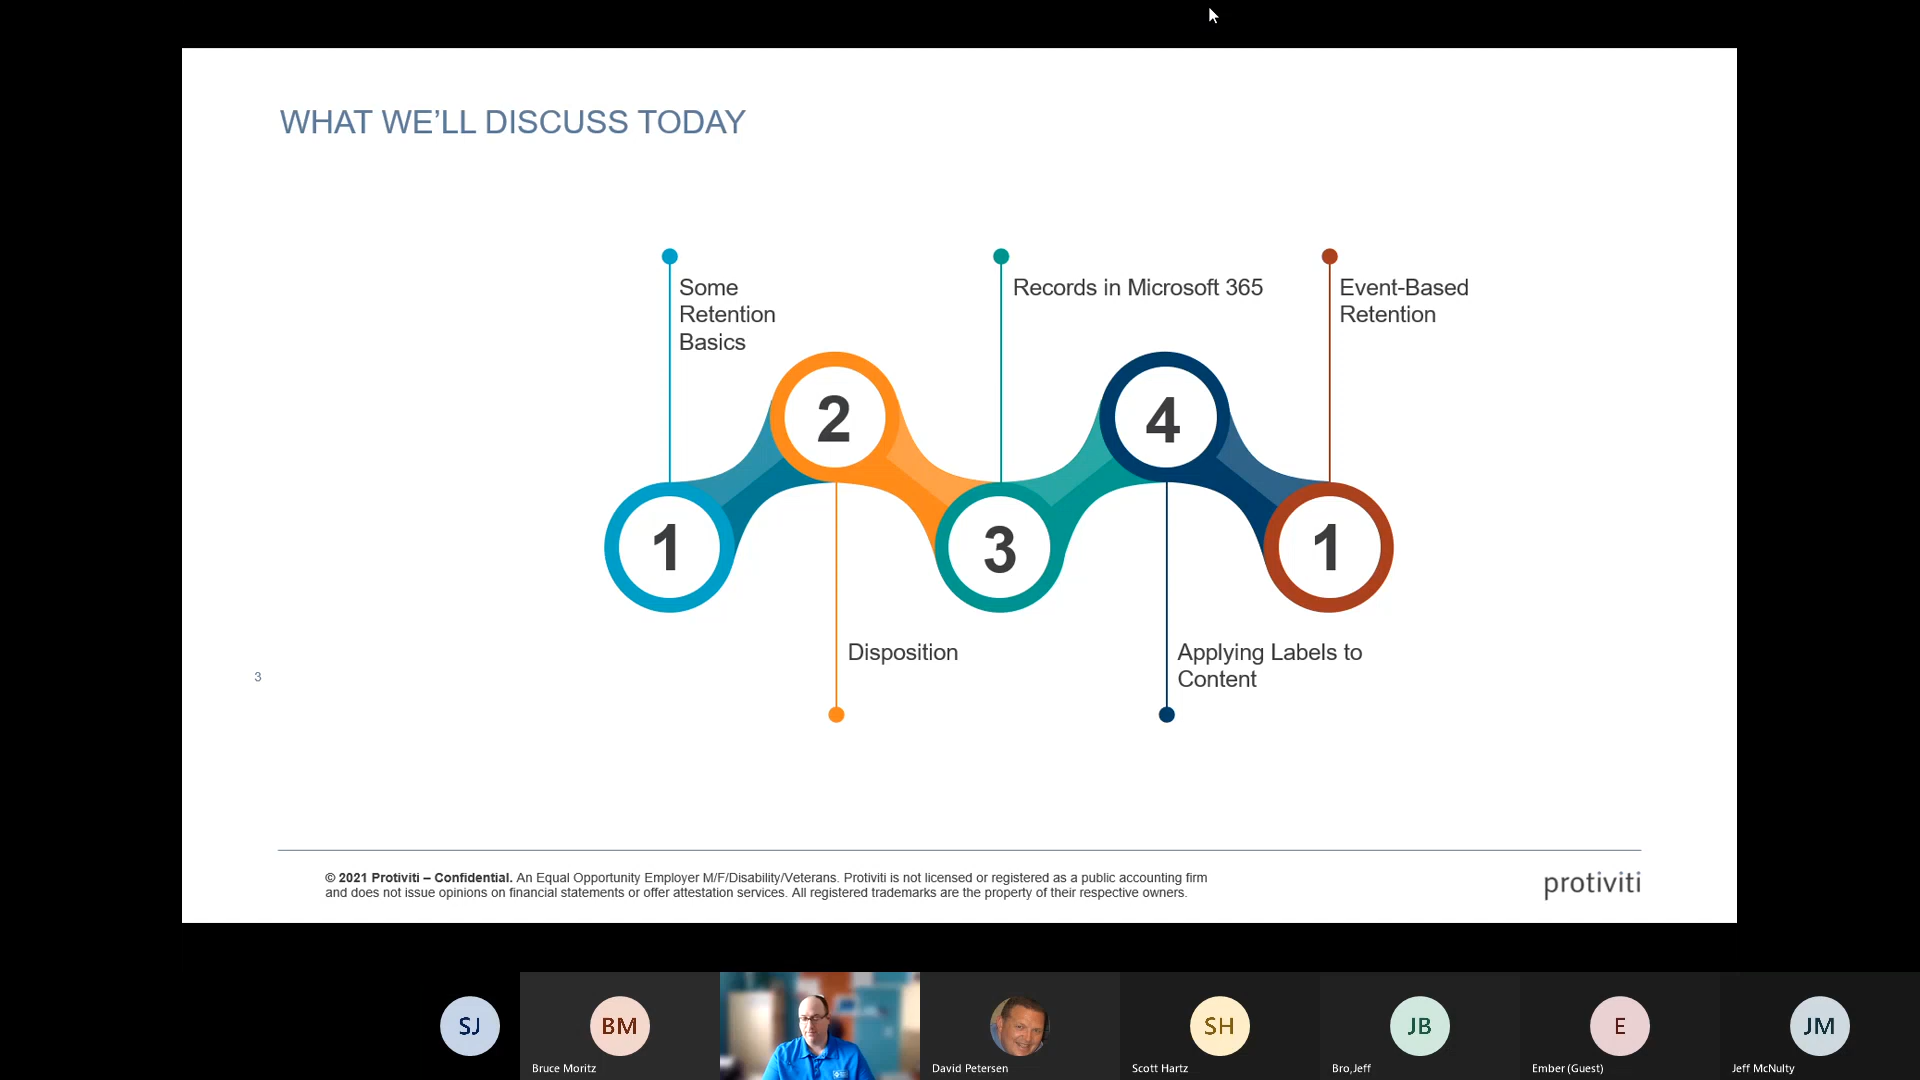 WHAT WE’LL DISCUSS TODAY
Some
Retention
Basics
Records in Microsoft 365
Event-Based
Retention
2
4
1
3
1
Disposition
Applying Labels to
Content
3
© 2021 Protiviti – Confidential. An Equal Opportunity Employer M/F/Disability/Veterans. Protiviti is not licensed or registered as a public accounting firm
and does not issue opinions on financial statements or offer attestation services. All registered trademarks are the property of their respective owners.
protiviti
SJ
BM
SH
JB
E
JM
Bruce Moritz
David Petersen
Scott Hartz
Bro,Jeff
Ember (Guest)
Jeff McNulty